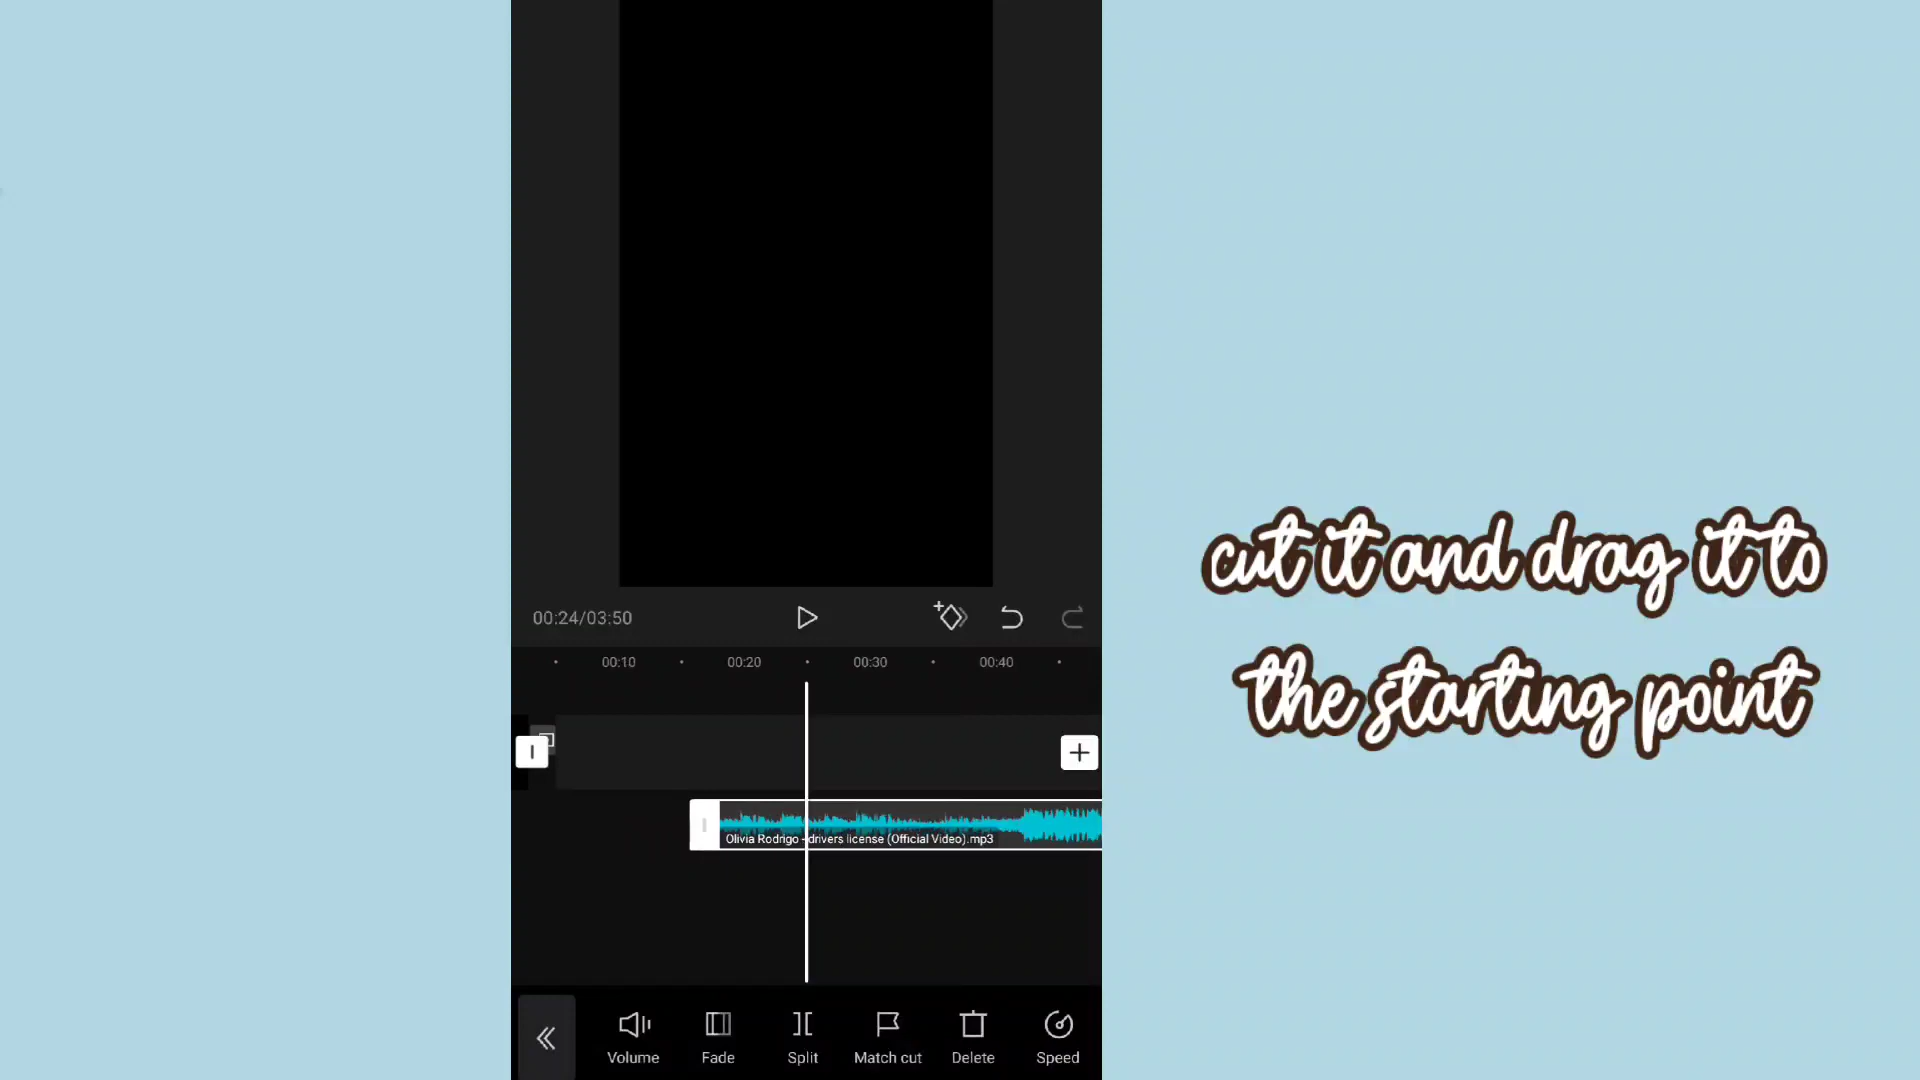 00:24/03:50
00:10 00:20 00:30 00:40
cut it and drag it to
the starting point
Olivia Rodrigo - drivers license (Official Video).mp3
Volume Fade Split Match cut Delete Speed